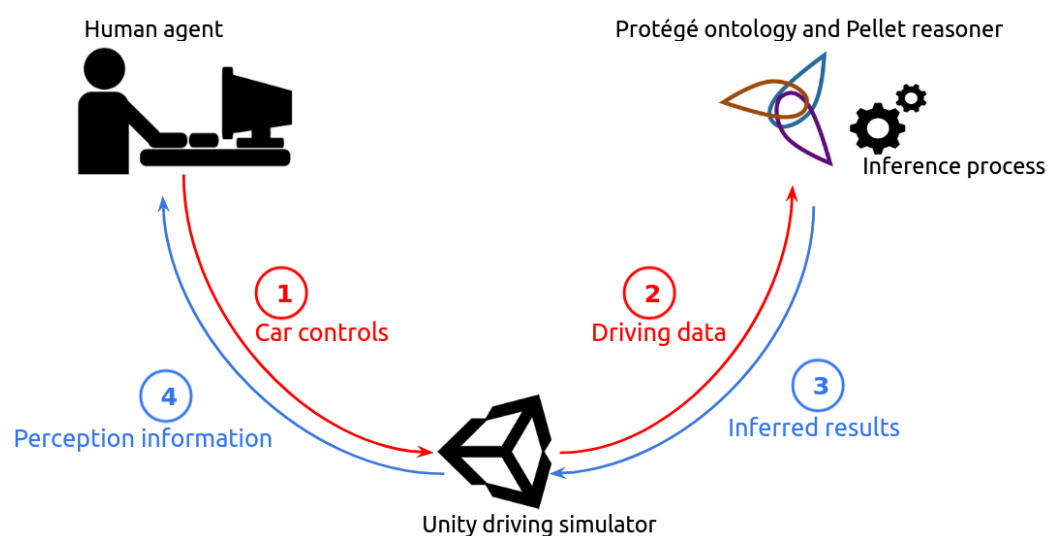 Human agent
Protégé ontology and Pellet reasoner
Inference process
1
Car controls
2
Driving data
3
Inferred results
4
Perception information
Unity driving simulator